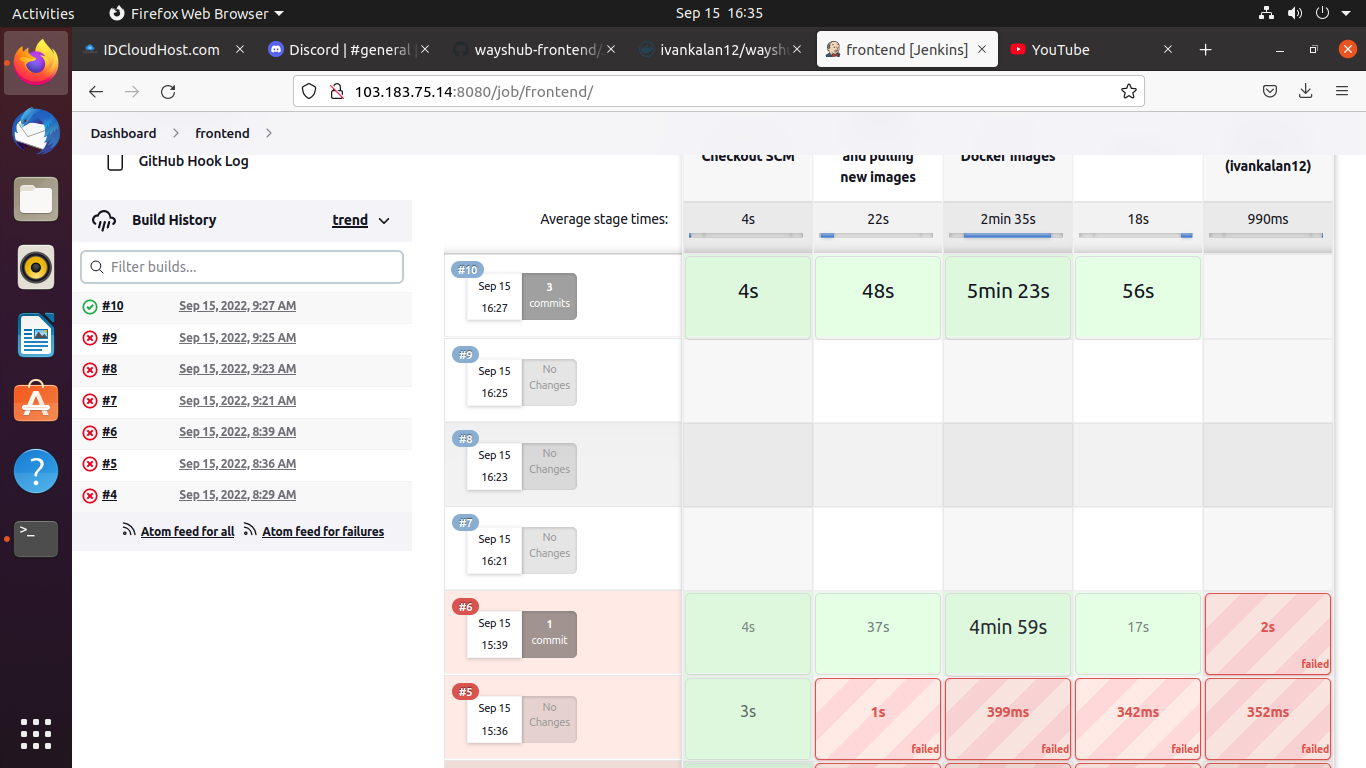 Activities
Firefox Web Browser
Sep 15 16:35
IDCloudHost.com
Discord | #general |
wayshub-frontend/
ivankalan12/waysh
frontend [Jenkins]
YouTube
103.183.75.14:8080/job/frontend/
Dashboard
frontend
GitHub Hook Log
Build History
trend
Filter builds...
#10 Sep 15, 2022, 9:27 AM
#9 Sep 15, 2022, 9:25 AM
#8 Sep 15, 2022, 9:23 AM
#7 Sep 15, 2022, 9:21 AM
#6 Sep 15, 2022, 8:39 AM
#5 Sep 15, 2022, 8:36 AM
#4 Sep 15, 2022, 8:29 AM
Atom feed for all Atom feed for failures
Checkout SCM
and pulling
new images
Docker Images
(ivankalan12)
Average stage times:
4s
22s
2min 35s
18s
990ms
#10
Sep 15
16:27
3
commits
4s
48s
5min 23s
56s
#9
Sep 15
16:25
No
Changes
#8
Sep 15
16:23
No
Changes
#7
Sep 15
16:21
No
Changes
#6
Sep 15
15:39
1
commit
4s
37s
4min 59s
17s
2s
failed
#5
Sep 15
15:36
No
Changes
3s
1s
failed
399ms
failed
342ms
failed
352ms
failed